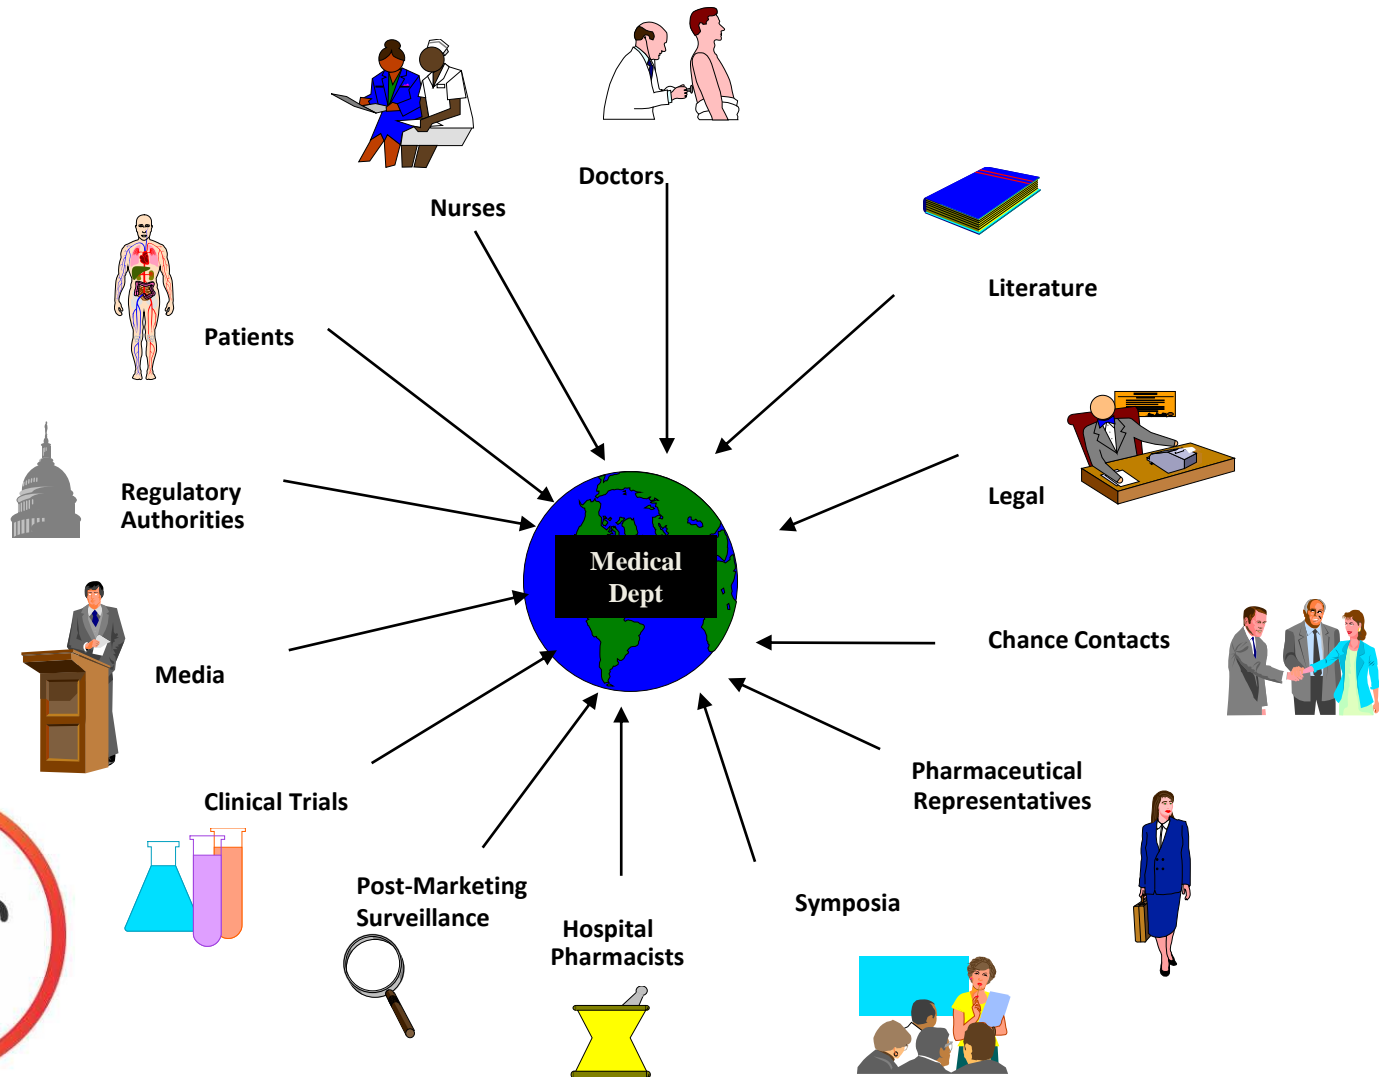 Doctors
Nurses
Literature
Patients
Regulatory
Authorities
Legal
Medical
Dept
Media
Chance Contacts
Clinical Trials
Pharmaceutical
Representatives
Post-Marketing
Surveillance
Symposia
Hospital
Pharmacists